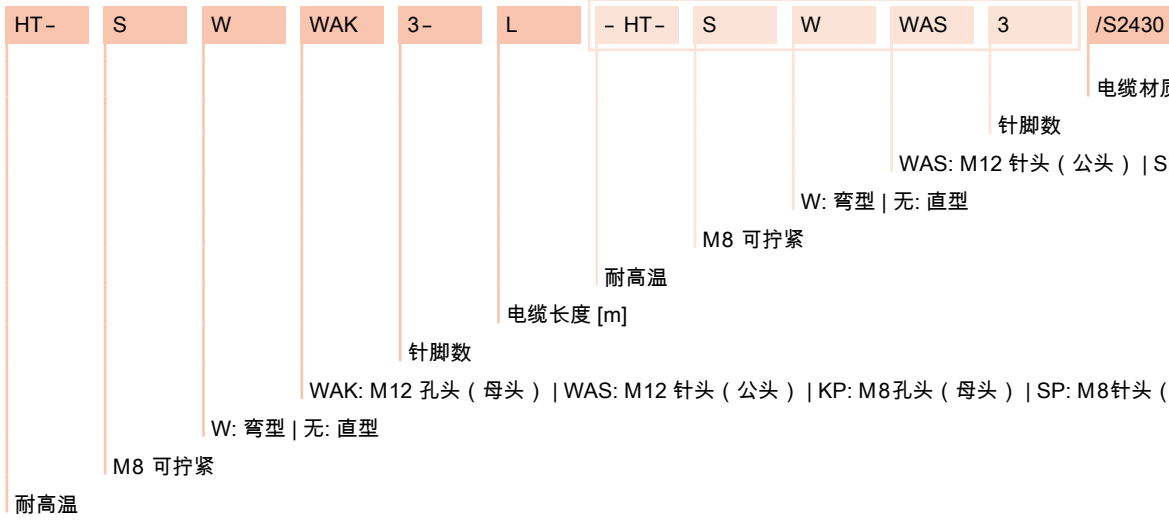 HT– S W WAK 3– L – HT– S W WAS 3 /S2430
电缆材
针脚数
WAS: M12 针头（公头） | S
W: 弯型 | 无: 直型
M8 可拧紧
耐高温
电缆长度 [m]
针脚数
WAK: M12 孔头（母头） | WAS: M12 针头（公头） | KP: M8孔头（母头） | SP: M8针头（
W: 弯型 | 无: 直型
M8 可拧紧
耐高温